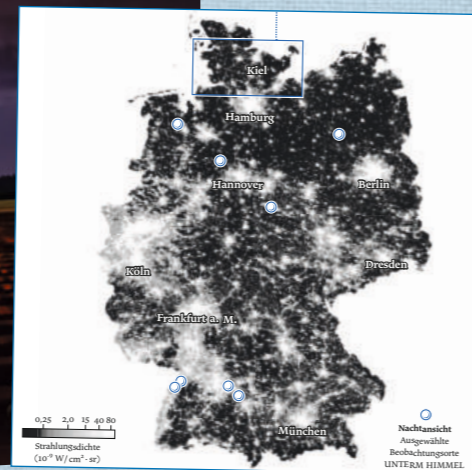 Kiel
Hamburg
Hannover
Berlin
Köln
Dresden
Frankfurt a. M.
München
0,25 2,0 15 40 80
Strahlungsdichte
(10⁻⁹ W/cm² · sr)
Nachtansicht
Ausgewählte
Beobachtungsorte
UNTERM HIMMEL